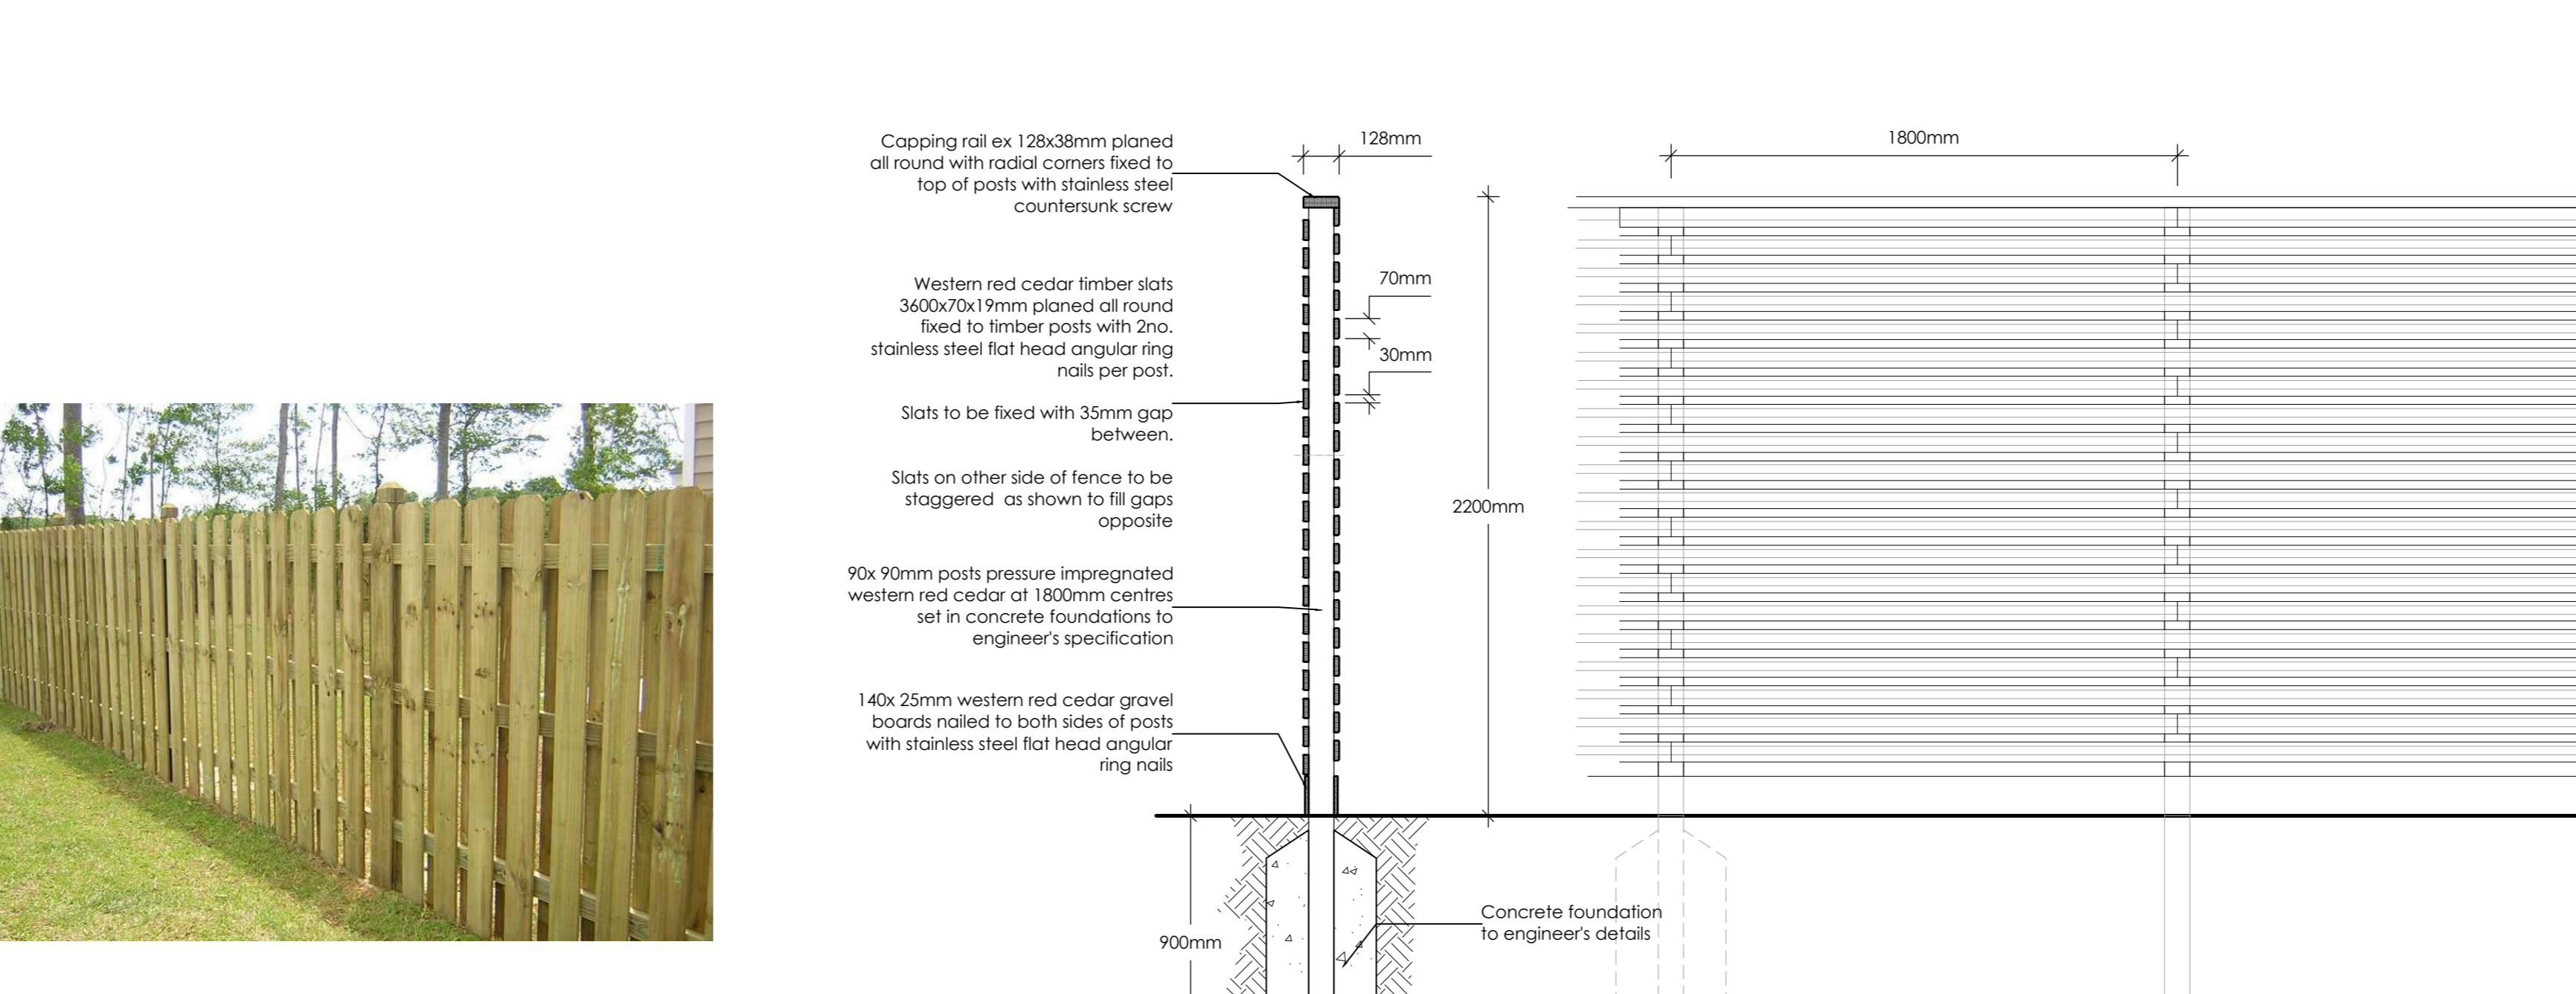 Capping rail ex 128x38mm planed
all round with radial corners fixed to
top of posts with stainless steel
countersunk screw
128mm
1800mm
Western red cedar timber slats
3600x70x19mm planed all round
fixed to timber posts with 2no.
stainless steel flat head angular ring
nails per post.
70mm
30mm
Slats to be fixed with 35mm gap
between.
Slats on other side of fence to be
staggered as shown to fill gaps
opposite
2200mm
90x 90mm posts pressure impregnated
western red cedar at 1800mm centres
set in concrete foundations to
engineer's specification
140x 25mm western red cedar gravel
boards nailed to both sides of posts
with stainless steel flat head angular
ring nails
Concrete foundation
to engineer's details
900mm